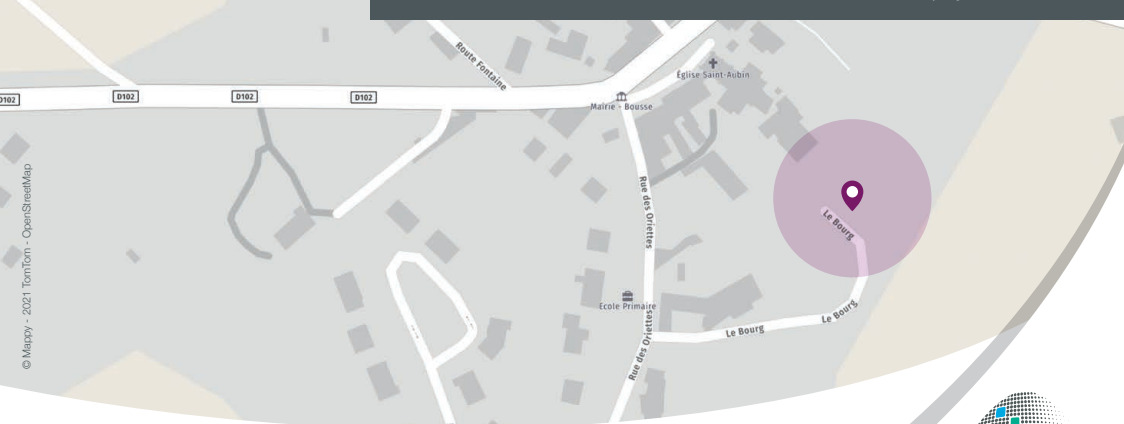 Route Fontaine
Église Saint-Aubin
D102
D102
D102
D102
Mairie - Bousse
Rue des Oriettes
Le Bourg
Ecole Primaire
Le Bourg
Le Bourg
Rue des Oriettes
© Mappy - 2021 TomTom - OpenStreetMap